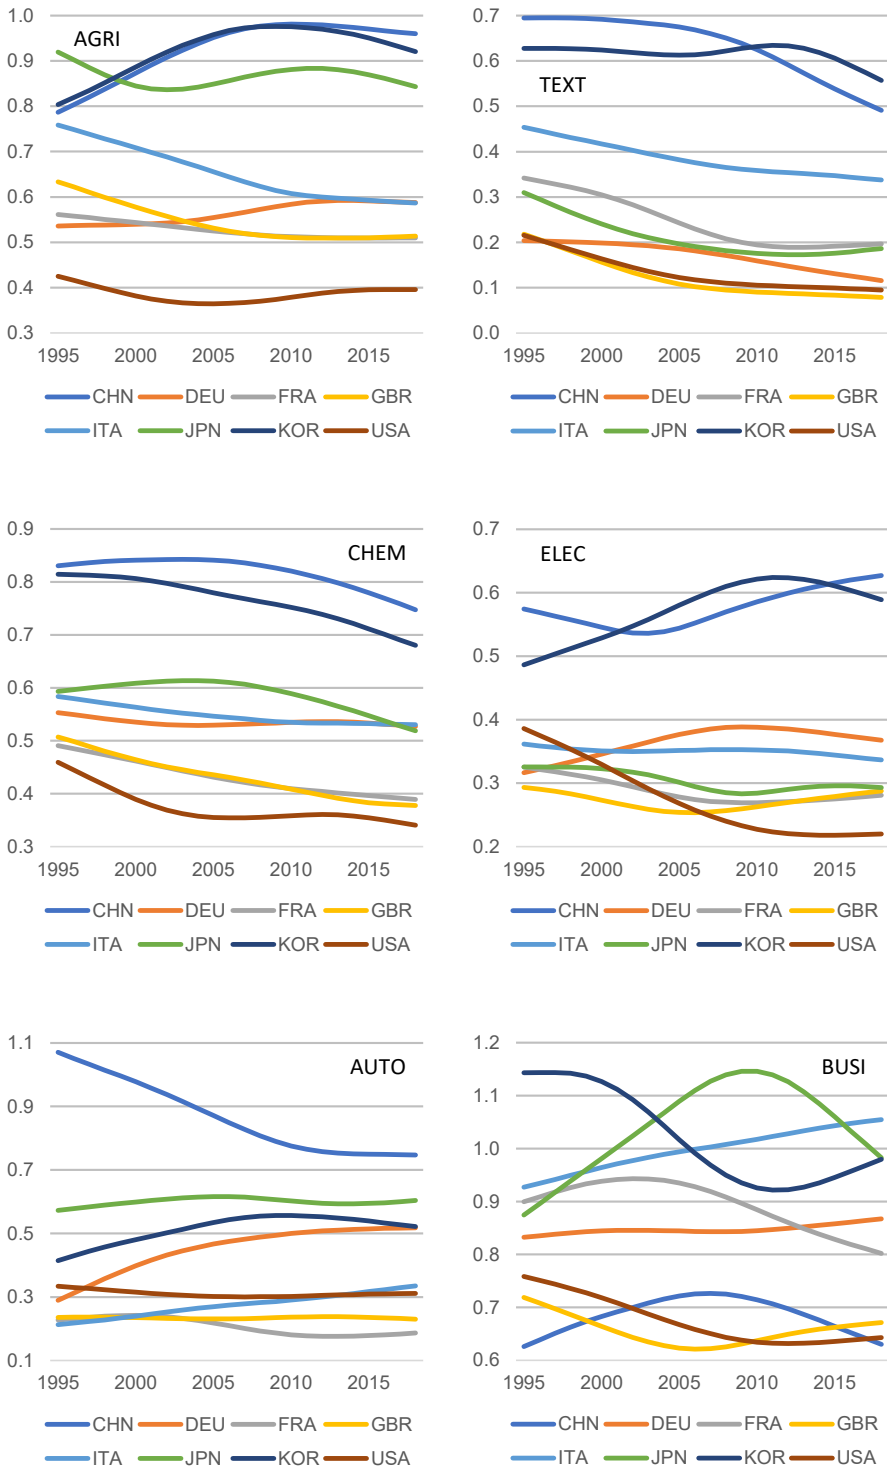 AGRI
1.0
0.9
0.8
0.7
0.6
0.5
0.4
0.3
1995 2000 2005 2010 2015
CHN DEU FRA GBR
ITA JPN KOR USA
TEXT
0.7
0.6
0.5
0.4
0.3
0.2
0.1
0.0
1995 2000 2005 2010 2015
CHN DEU FRA GBR
ITA JPN KOR USA
CHEM
0.9
0.8
0.7
0.6
0.5
0.4
0.3
1995 2000 2005 2010 2015
CHN DEU FRA GBR
ITA JPN KOR USA
ELEC
0.7
0.6
0.5
0.4
0.3
0.2
1995 2000 2005 2010 2015
CHN DEU FRA GBR
ITA JPN KOR USA
AUTO
1.1
0.9
0.7
0.5
0.3
0.1
1995 2000 2005 2010 2015
CHN DEU FRA GBR
ITA JPN KOR USA
BUSI
1.2
1.1
1.0
0.9
0.8
0.7
0.6
1995 2000 2005 2010 2015
CHN DEU FRA GBR
ITA JPN KOR USA